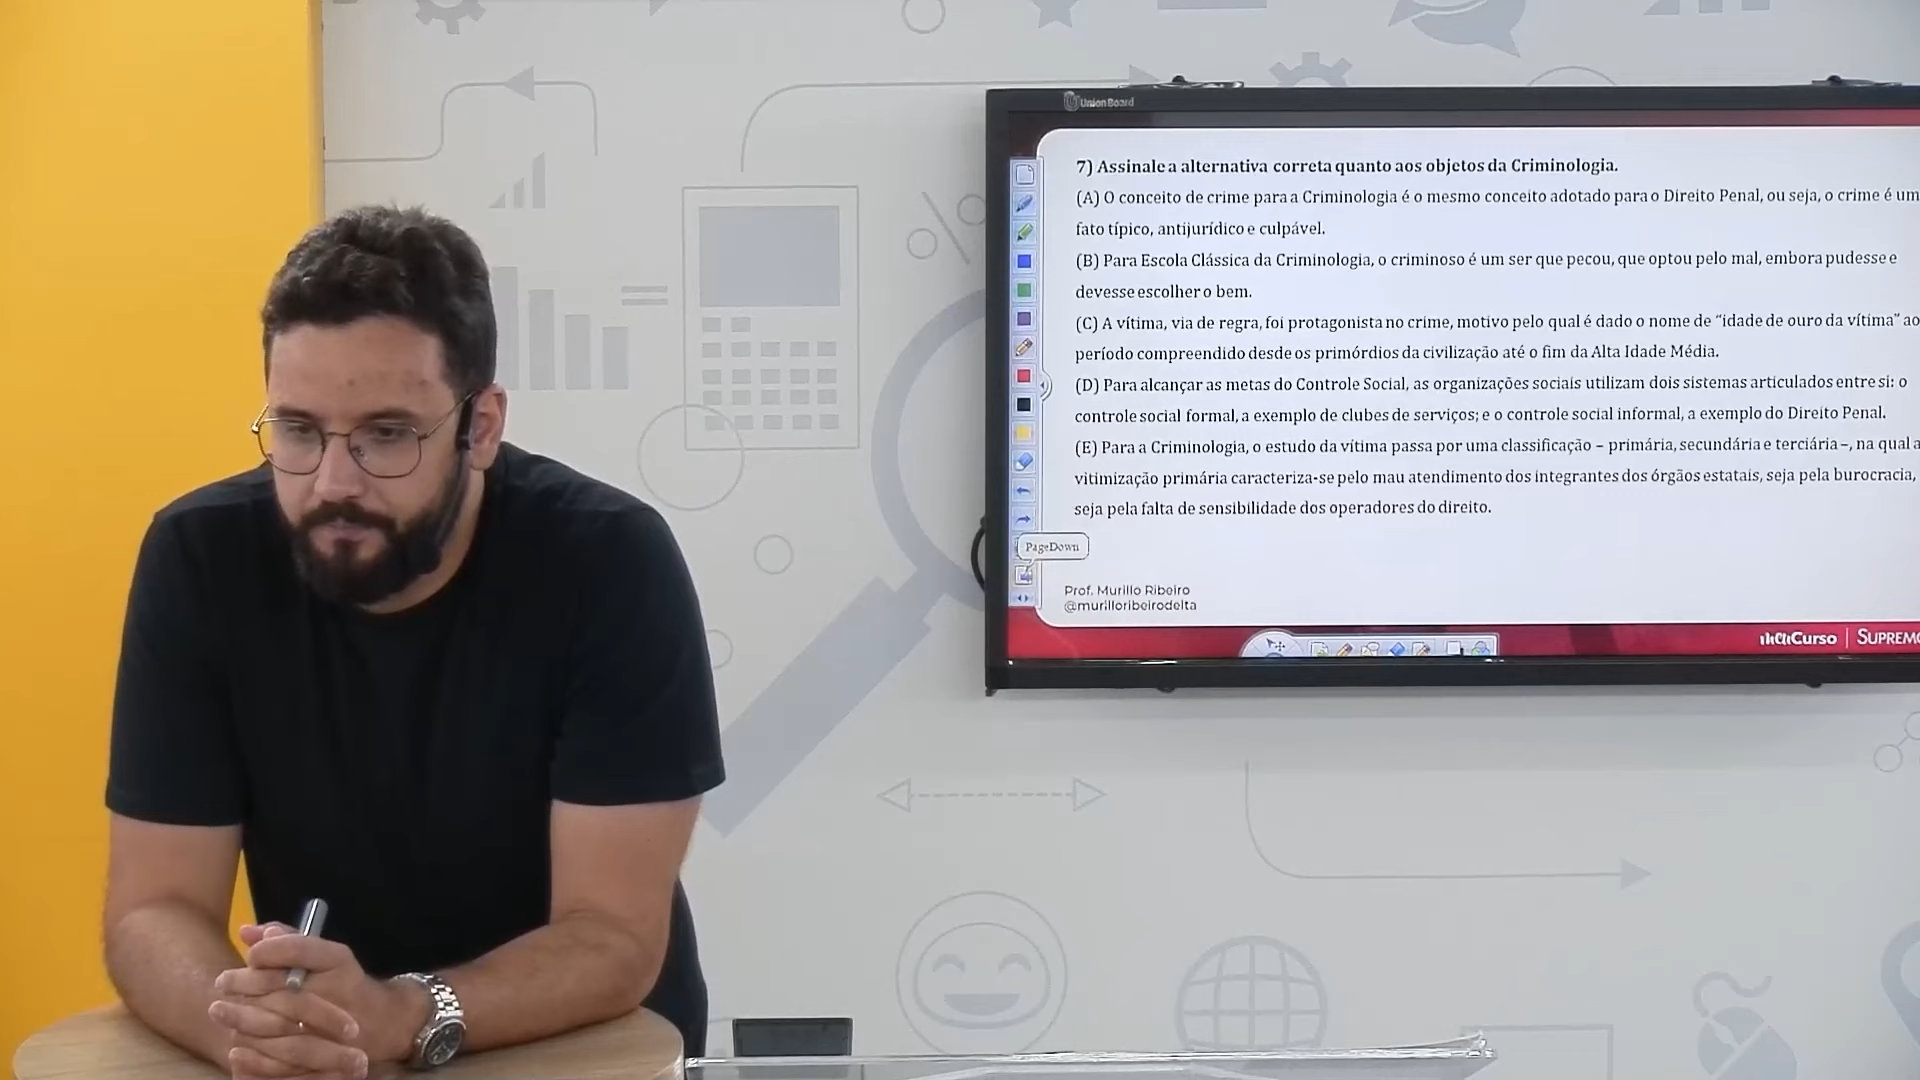 Union Board
7) Assinale a alternativa correta quanto aos objetos da Criminologia.
(A) O conceito de crime para a Criminologia é o mesmo conceito adotado para o Direito Penal, ou seja, o crime é um
fato típico, antijurídico e culpável.
(B) Para Escola Clássica da Criminologia, o criminoso é um ser que pecou, que optou pelo mal, embora pudesse e
devesse escolher o bem.
(C) A vítima, via de regra, foi protagonista no crime, motivo pelo qual é dado o nome de “idade de ouro da vítima” ao
período compreendido desde os primórdios da civilização até o fim da Alta Idade Média.
(D) Para alcançar as metas do Controle Social, as organizações sociais utilizam dois sistemas articulados entre si: o
controle social formal, a exemplo de clubes de serviços; e o controle social informal, a exemplo do Direito Penal.
(E) Para a Criminologia, o estudo da vítima passa por uma classificação – primária, secundária e terciária –, na qual a
vitimização primária caracteriza-se pelo mau atendimento dos integrantes dos órgãos estatais, seja pela burocracia,
seja pela falta de sensibilidade dos operadores do direito.
PageDown
Prof. Murillo Ribeiro
@murilloribeirodelta
Curso | SUPREMO